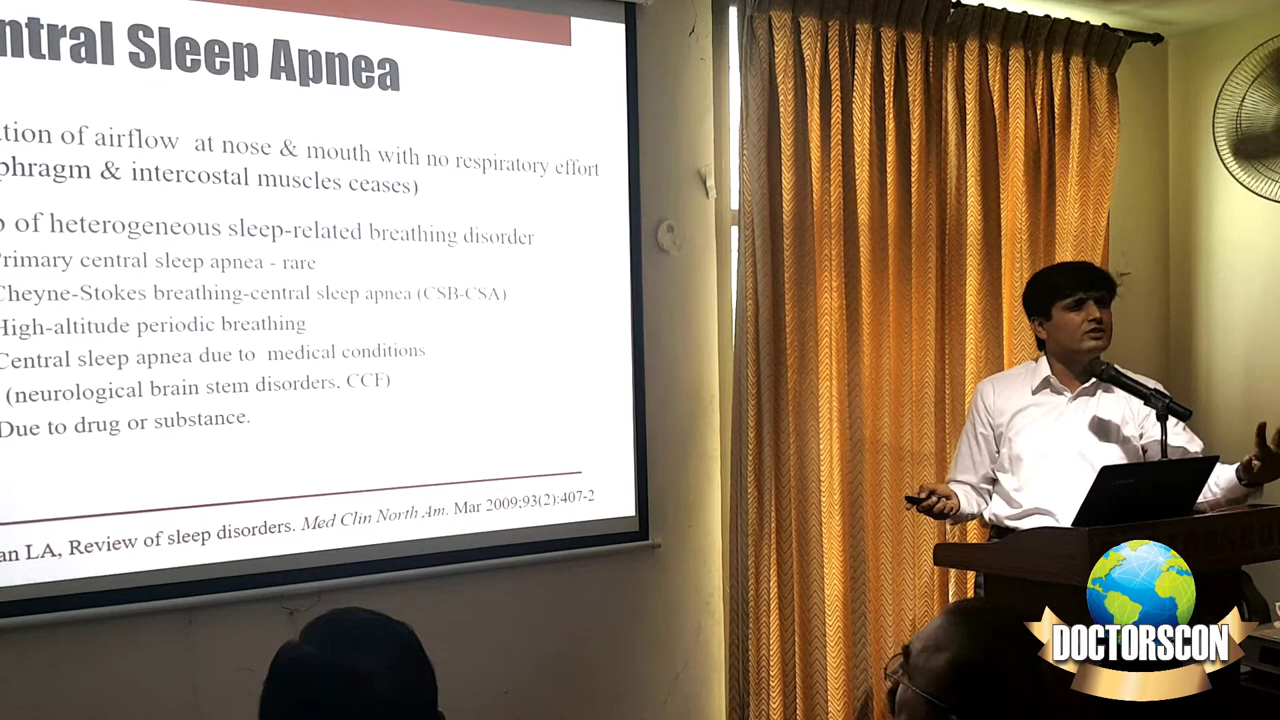 ntral Sleep Apnea
tion of airflow at nose & mouth with no respiratory effort
phragm & intercostal muscles ceases)
of heterogeneous sleep-related breathing disorder
rimary central sleep apnea - rare
Cheyne-Stokes breathing-central sleep apnea (CSB-CSA)
High-altitude periodic breathing
Central sleep apnea due to medical conditions
(neurological brain stem disorders. CCF)
Due to drug or substance.
an LA, Review of sleep disorders. Med Clin North Am. Mar 2009;93(2):407-2
DOCTORSCON